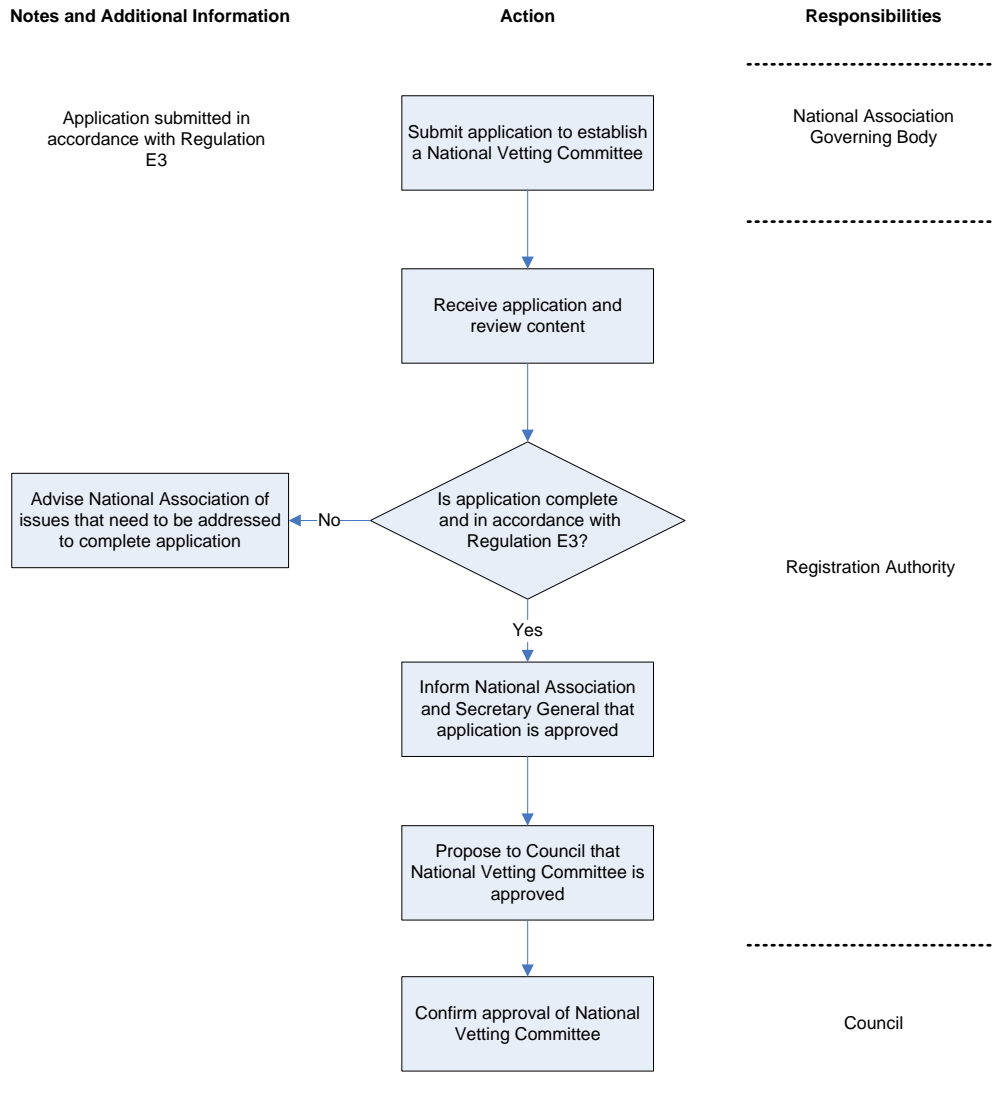 Notes and Additional Information
Action
Responsibilities
Application submitted in
accordance with Regulation
E3
Submit application to establish
a National Vetting Committee
National Association
Governing Body
Receive application and
review content
Is application complete
and in accordance with
Regulation E3?
No
Advise National Association of
issues that need to be addressed
to complete application
Registration Authority
Yes
Inform National Association
and Secretary General that
application is approved
Propose to Council that
National Vetting Committee is
approved
Confirm approval of National
Vetting Committee
Council